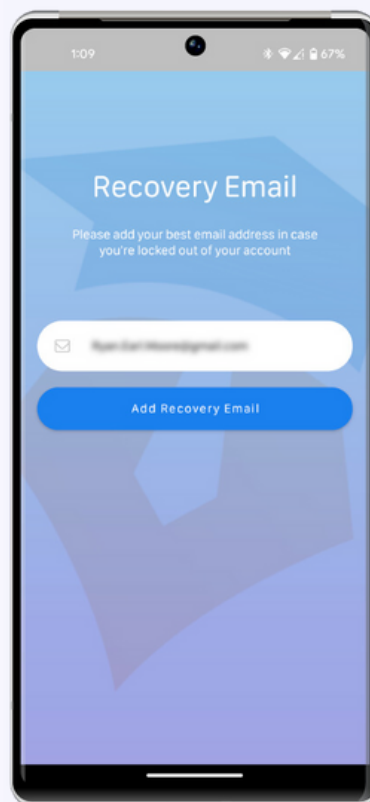 1:09
67%
Recovery Email
Please add your best email address in case
you're locked out of your account
Add Recovery Email